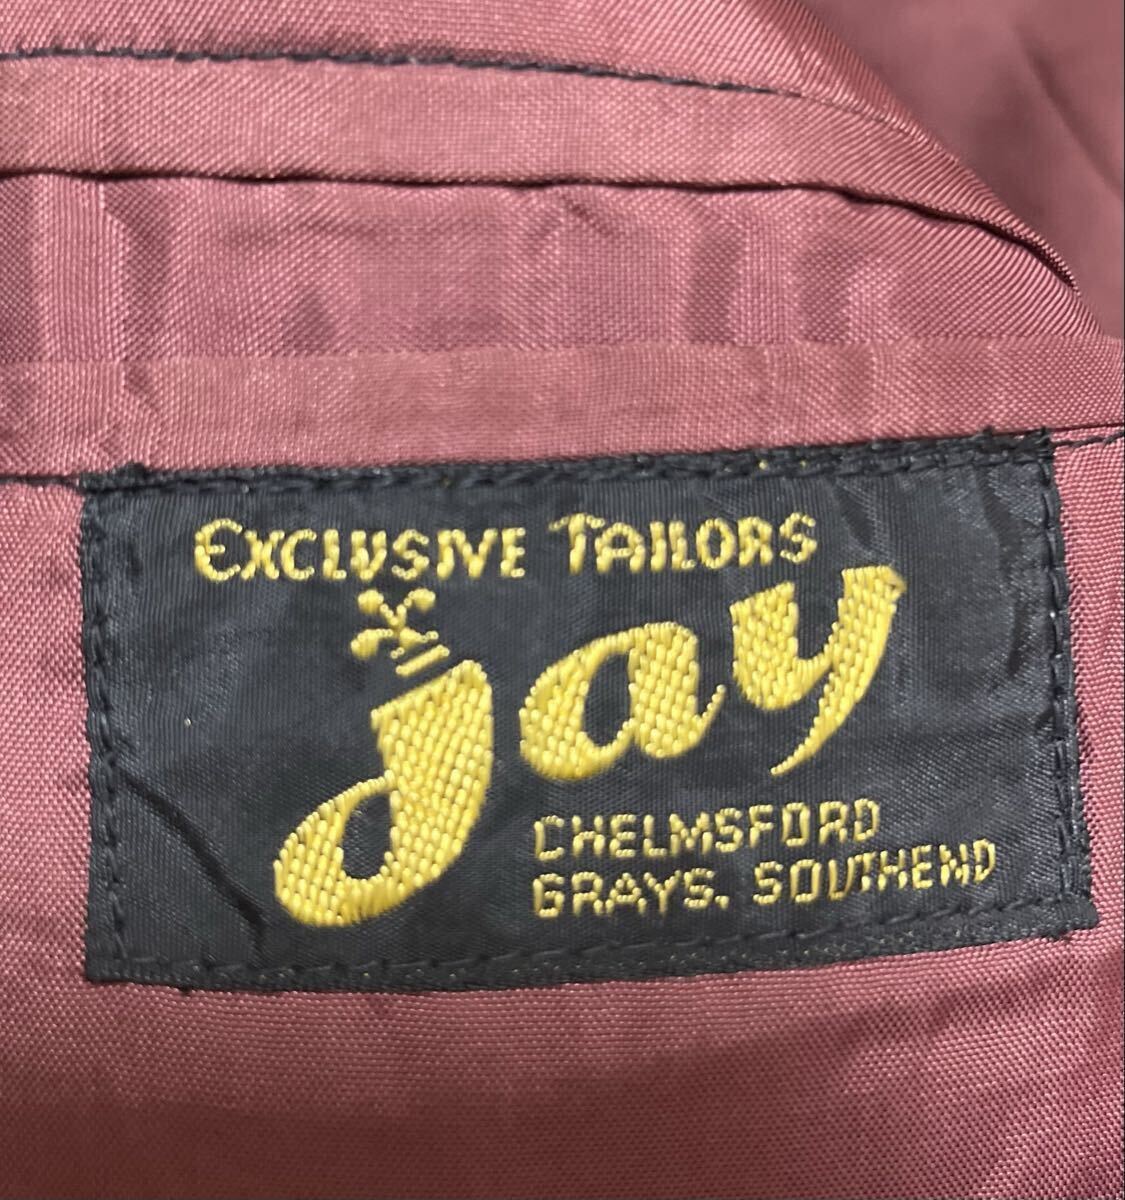 EXCLUSIVE TAILORS
Jay
CHELMSFORD
GRAYS. SOUTHEND